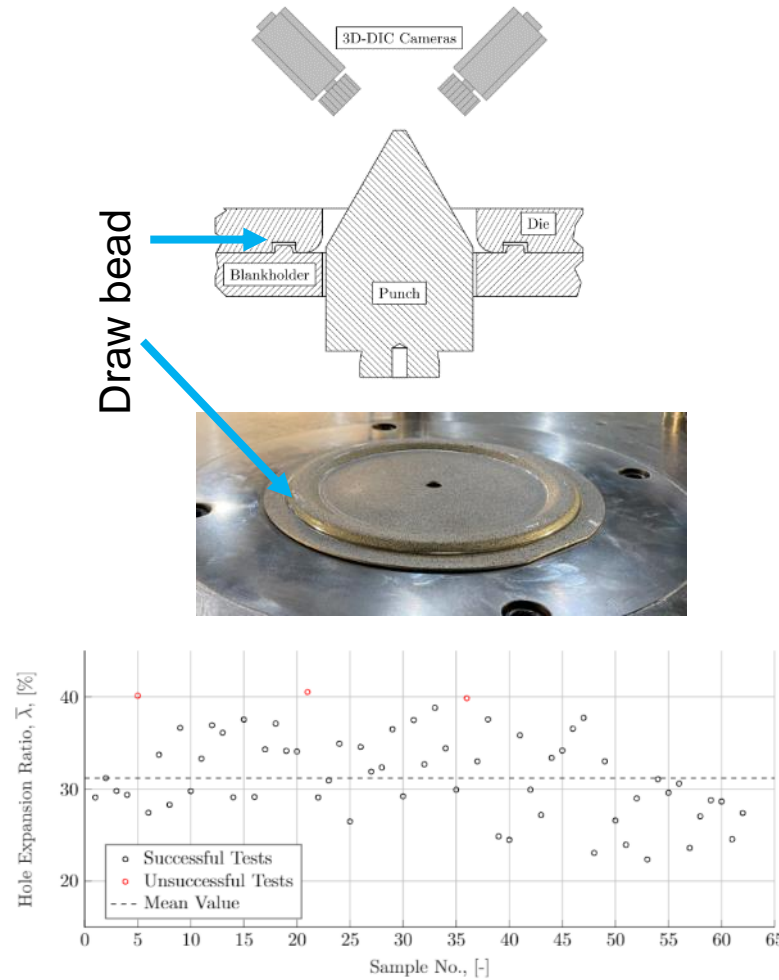 3D-DIC Cameras
Draw bead
Die
Blankholder
Punch
Hole Expansion Ratio, λ̅, [%]
40
30
20
Successful Tests
Unsuccessful Tests
Mean Value
0 5 10 15 20 25 30 35 40 45 50 55 60 65
Sample No., [-]